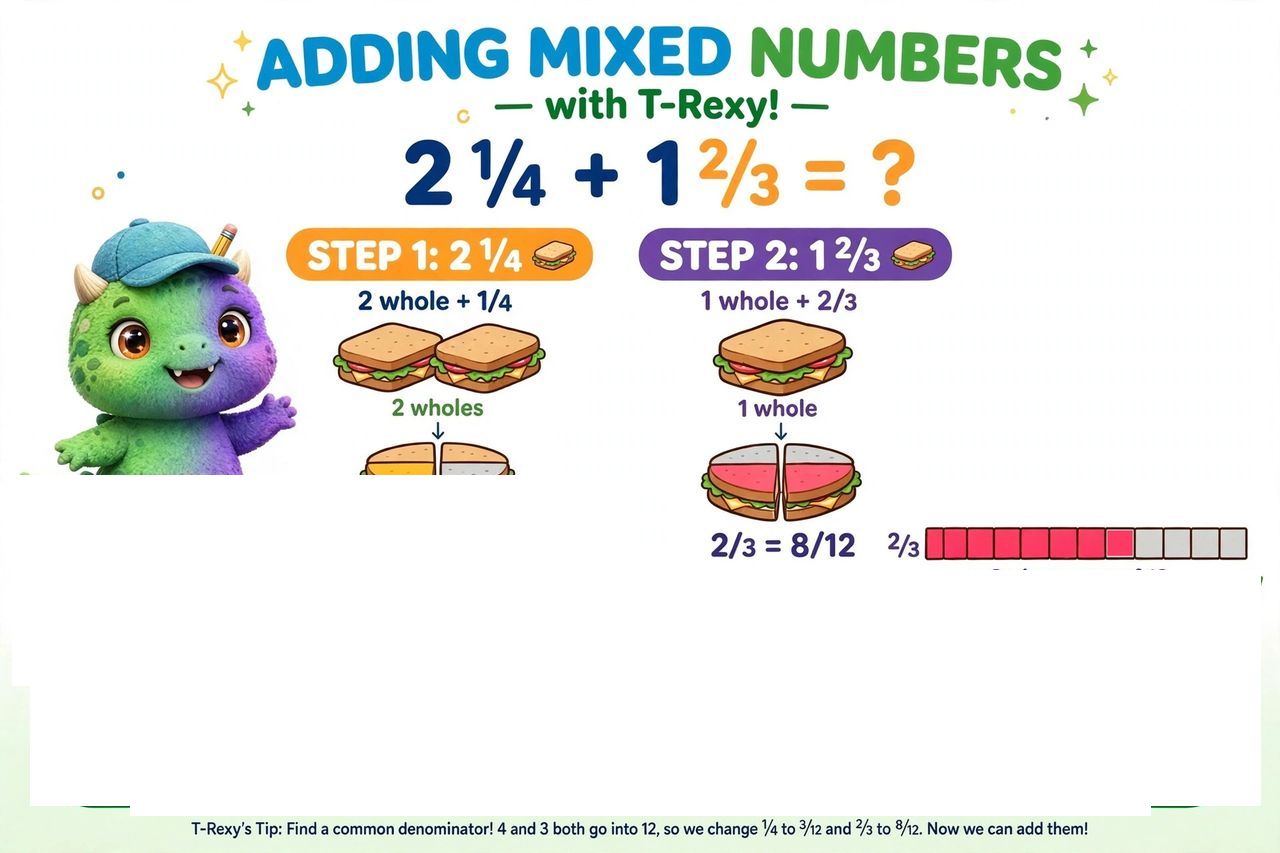 ADDING MIXED NUMBERS
— with T-Rexy! —
2 ¼ + 1 ⅔ = ?
STEP 1: 2 ¼
STEP 2: 1 ⅔
2 whole + 1/4
1 whole + 2/3
2 wholes
1 whole
2/3 = 8/12
⅔
T-Rexy's Tip: Find a common denominator! 4 and 3 both go into 12, so we change ¼ to 3/12 and ⅔ to 8/12. Now we can add them!